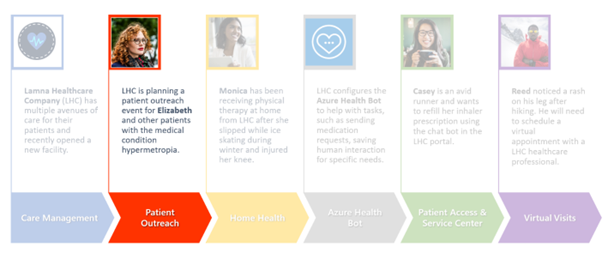 Lamna Healthcare
Company (LHC) has
multiple avenues of
care for their
patients and
recently opened a
new facility.
LHC is planning a
patient outreach
event for Elizabeth
and other patients
with the medical
condition
hypermetropia.
Monica has been
receiving physical
therapy at home
from LHC after she
slipped while ice
skating during
winter and injured
her knee.
LHC configures the
Azure Health Bot
to help with tasks,
such as sending
medication
requests, saving
human interaction
for specific needs.
Casey is an avid
runner and wants
to refill her inhaler
prescription using
the chat bot in the
LHC portal.
Reed noticed a rash
on his leg after
hiking. He will
need to schedule a
virtual
appointment with a
LHC healthcare
professional.
Care Management
Patient
Outreach
Home Health
Azure Health
Bot
Patient Access &
Service Center
Virtual Visits